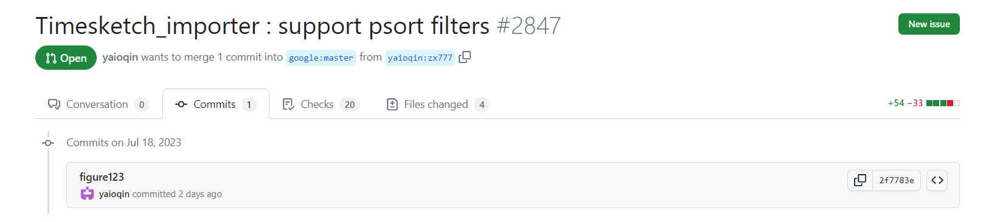 Timesketch_importer : support psort filters #2847
New issue
Open yaioqin wants to merge 1 commit into google:master from yaioqin:zx777
Conversation 0 Commits 1 Checks 20 Files changed 4 +54 −33
Commits on Jul 18, 2023
figure123
2f7783e
yaioqin committed 2 days ago